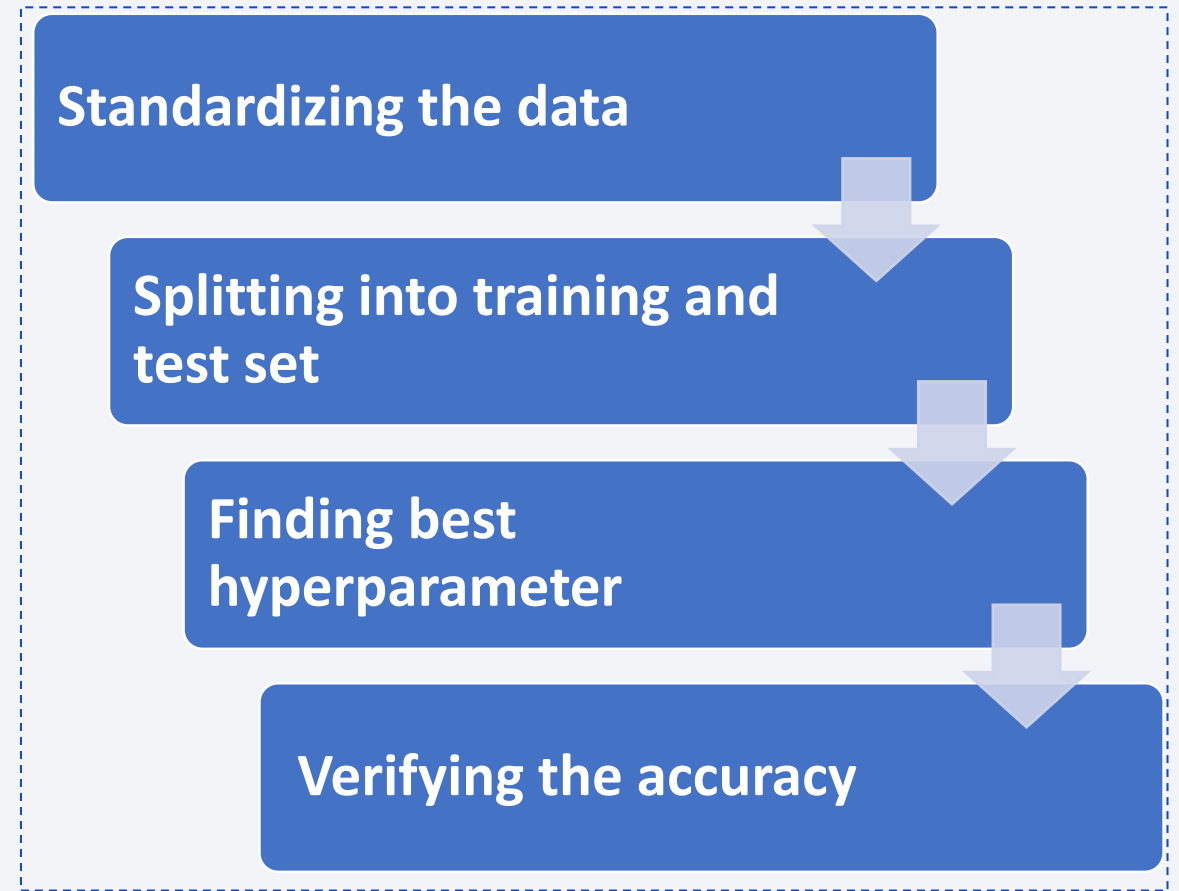 Standardizing the data
Splitting into training and
test set
Finding best
hyperparameter
Verifying the accuracy